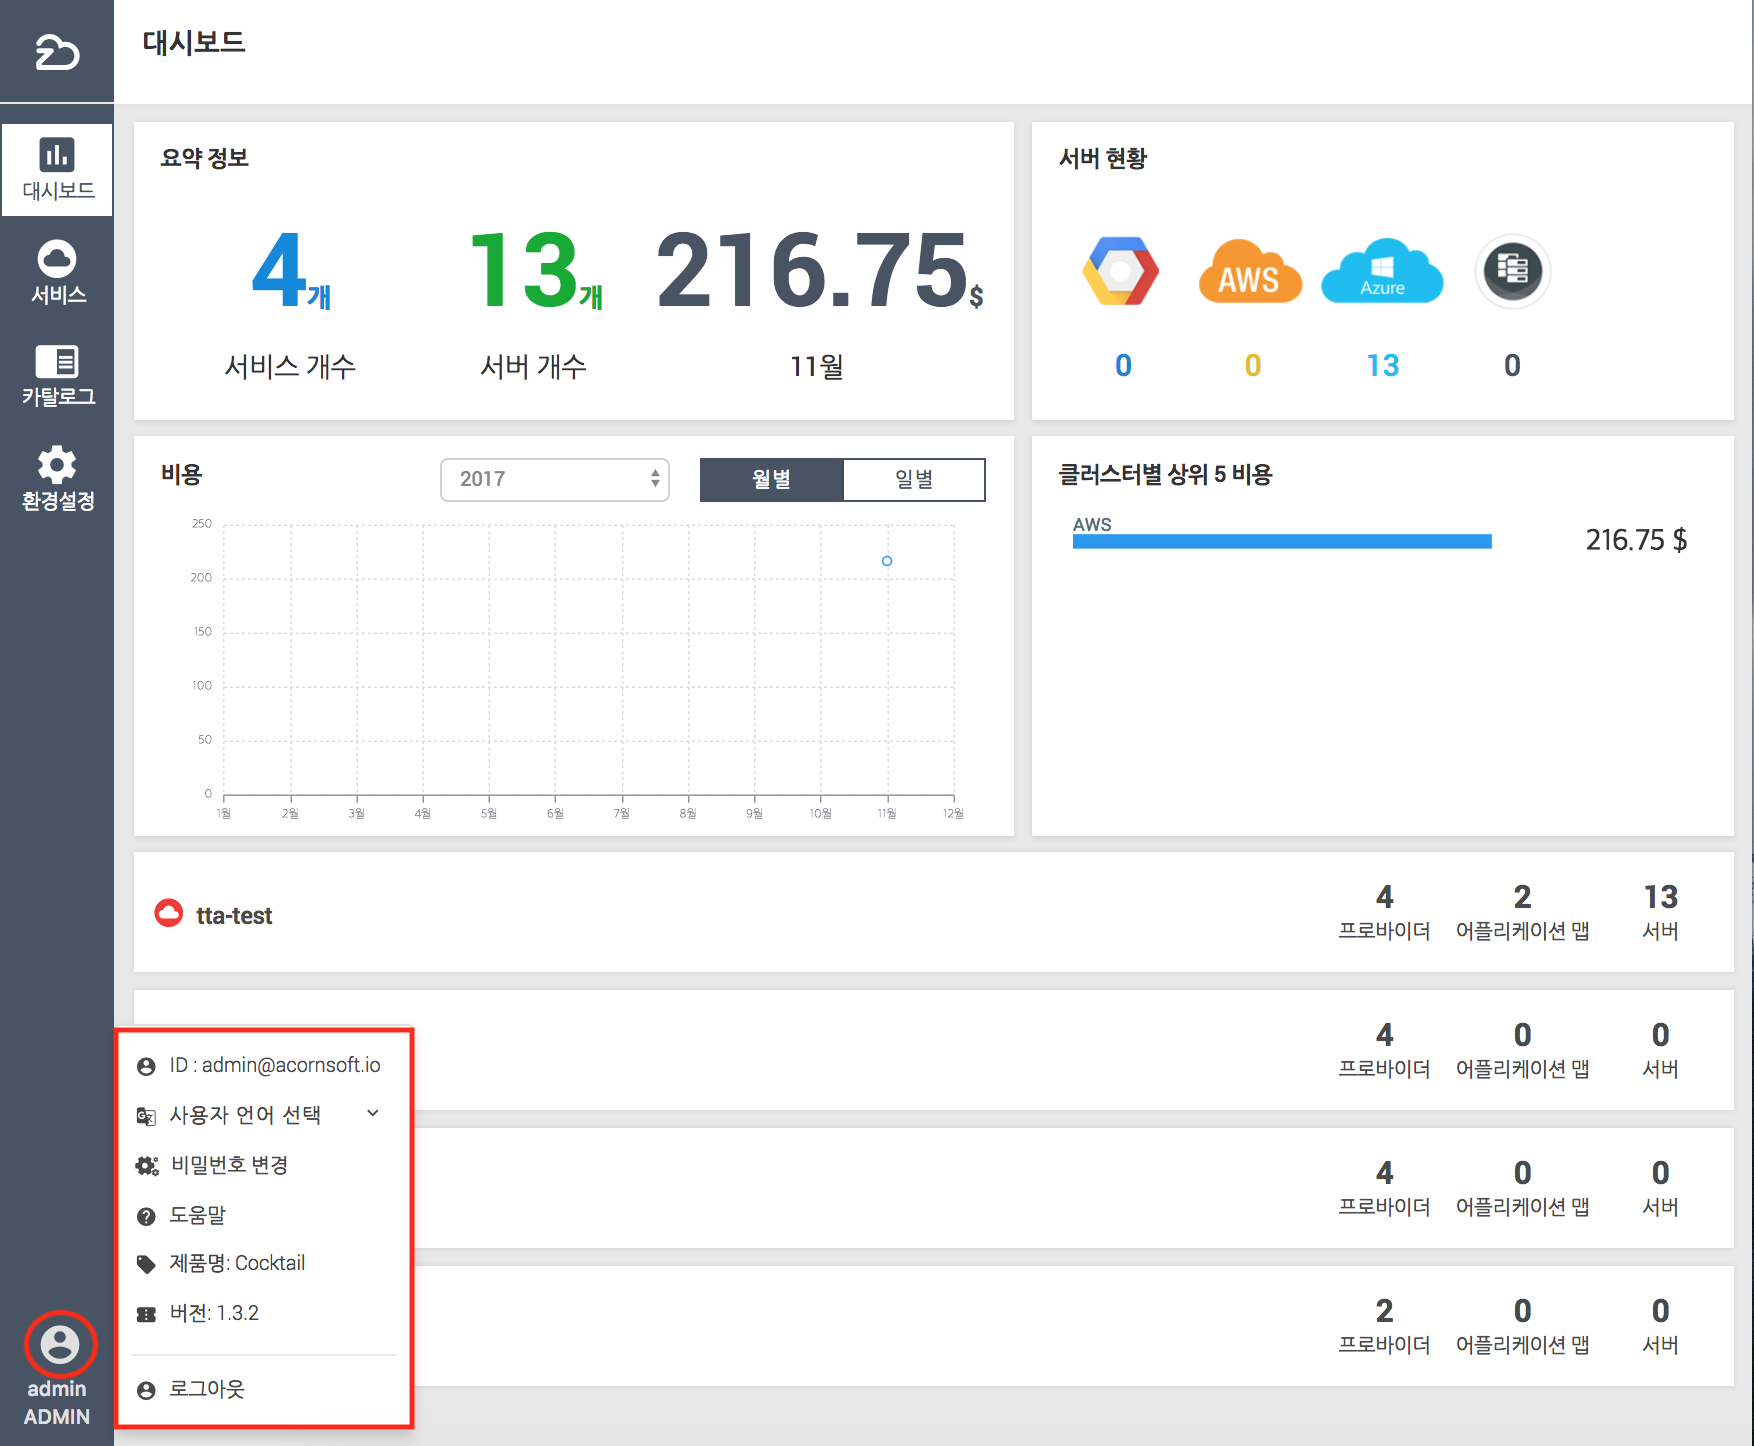 대시보드
대시보드
서비스
카탈로그
환경설정
admin
ADMIN
요약 정보
4개
13개
216.75$
서비스 개수
서버 개수
11월
서버 현황
AWS
Azure
0
0
13
0
비용
2017
월별
일별
250
200
150
100
50
0
1월
2월
3월
4월
5월
6월
7월
8월
9월
10월
11월
12월
클러스터별 상위 5 비용
AWS
216.75 $
tta-test
4
2
13
프로바이더
어플리케이션 맵
서버
4
0
0
프로바이더
어플리케이션 맵
서버
4
0
0
프로바이더
어플리케이션 맵
서버
2
0
0
프로바이더
어플리케이션 맵
서버
ID : admin@acornsoft.io
사용자 언어 선택
비밀번호 변경
도움말
제품명: Cocktail
버전: 1.3.2
로그아웃